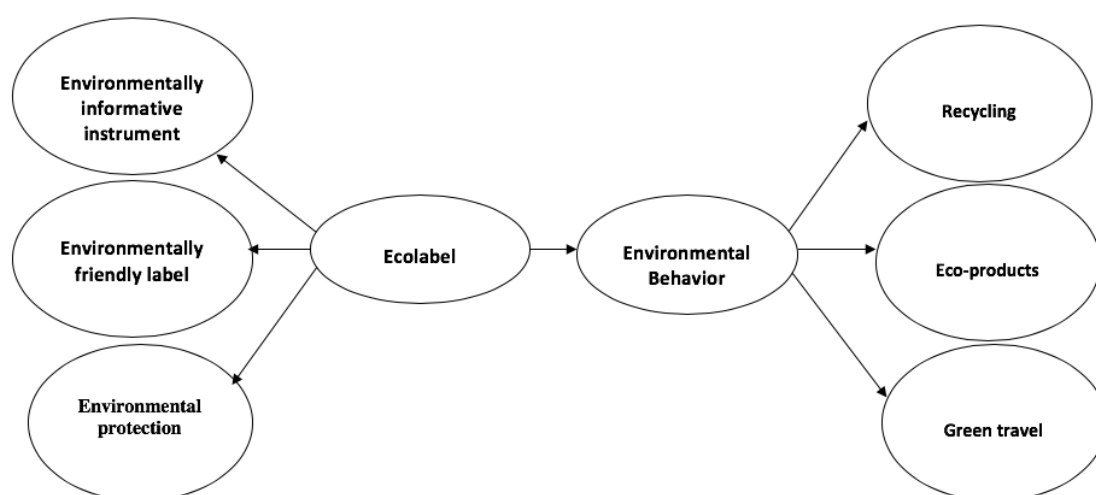 Environmentally
informative
instrument
Environmentally
friendly label
Environmental
protection
Ecolabel
Environmental
Behavior
Recycling
Eco-products
Green travel